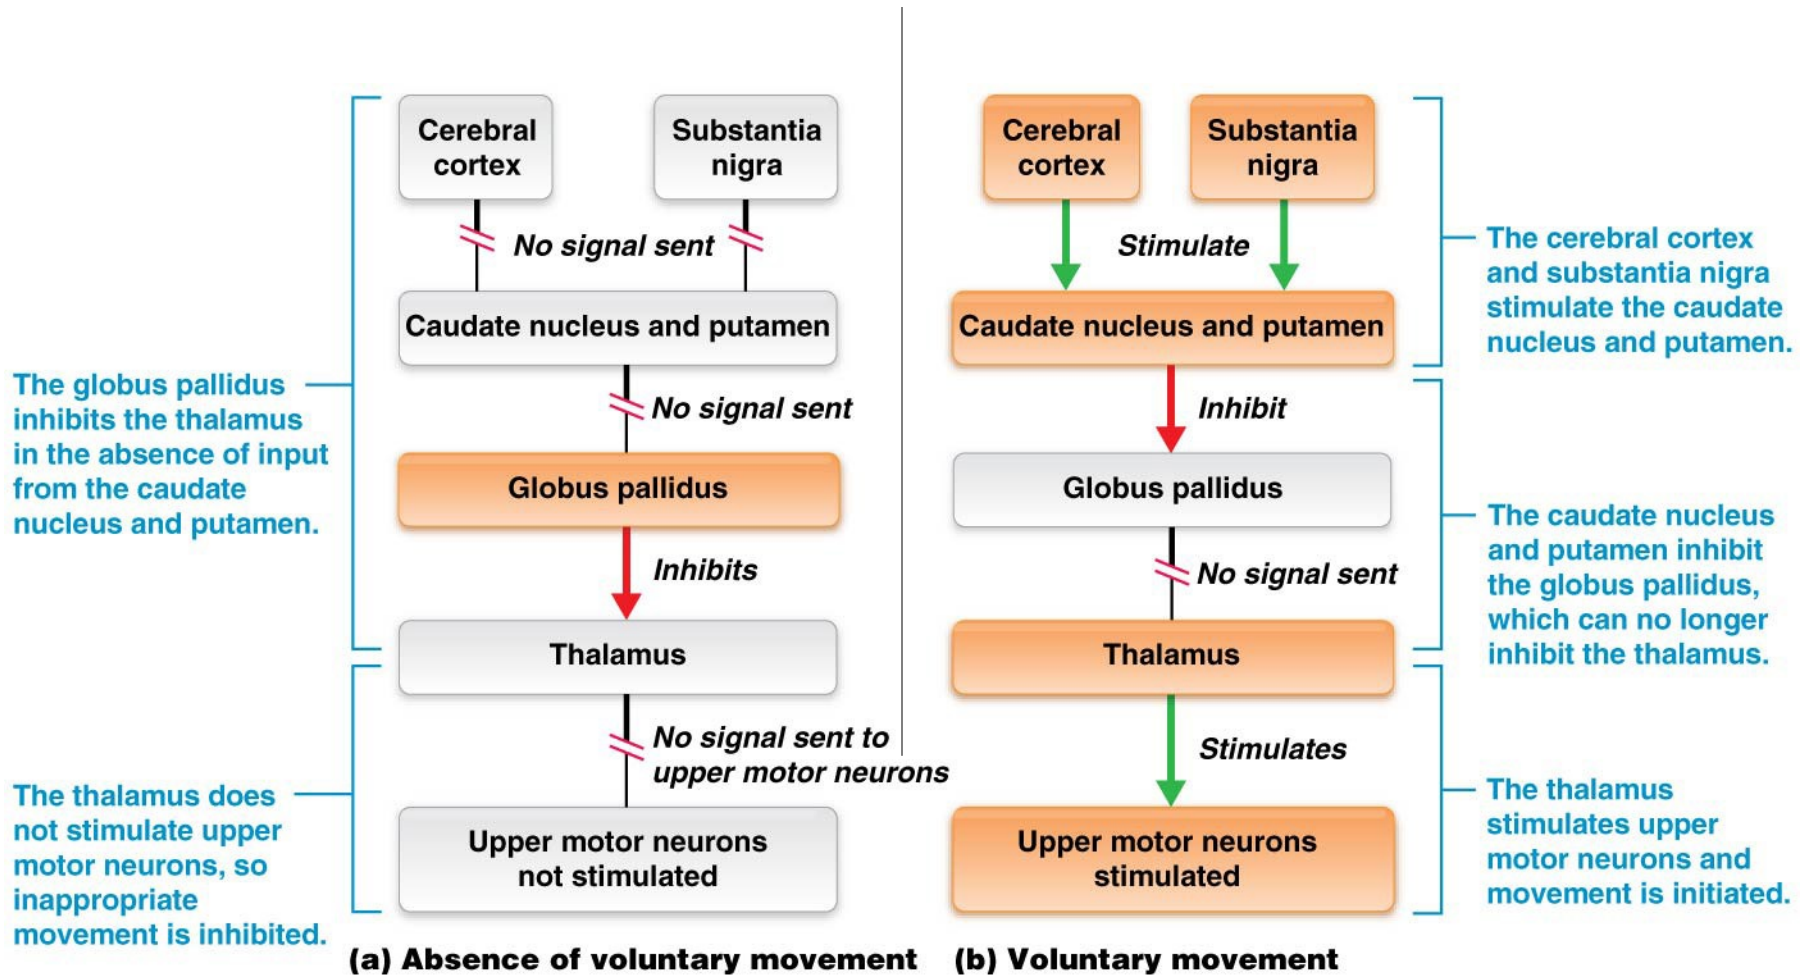 Cerebral
cortex
Substantia
nigra
No signal sent
Caudate nucleus and putamen
No signal sent
Globus pallidus
Inhibits
Thalamus
No signal sent to
upper motor neurons
Upper motor neurons
not stimulated
The globus pallidus
inhibits the thalamus
in the absence of input
from the caudate
nucleus and putamen.
The thalamus does
not stimulate upper
motor neurons, so
inappropriate
movement is inhibited.
(a) Absence of voluntary movement
Cerebral
cortex
Substantia
nigra
Stimulate
Caudate nucleus and putamen
Inhibit
Globus pallidus
No signal sent
Thalamus
Stimulates
Upper motor neurons
stimulated
The cerebral cortex
and substantia nigra
stimulate the caudate
nucleus and putamen.
The caudate nucleus
and putamen inhibit
the globus pallidus,
which can no longer
inhibit the thalamus.
The thalamus
stimulates upper
motor neurons and
movement is initiated.
(b) Voluntary movement